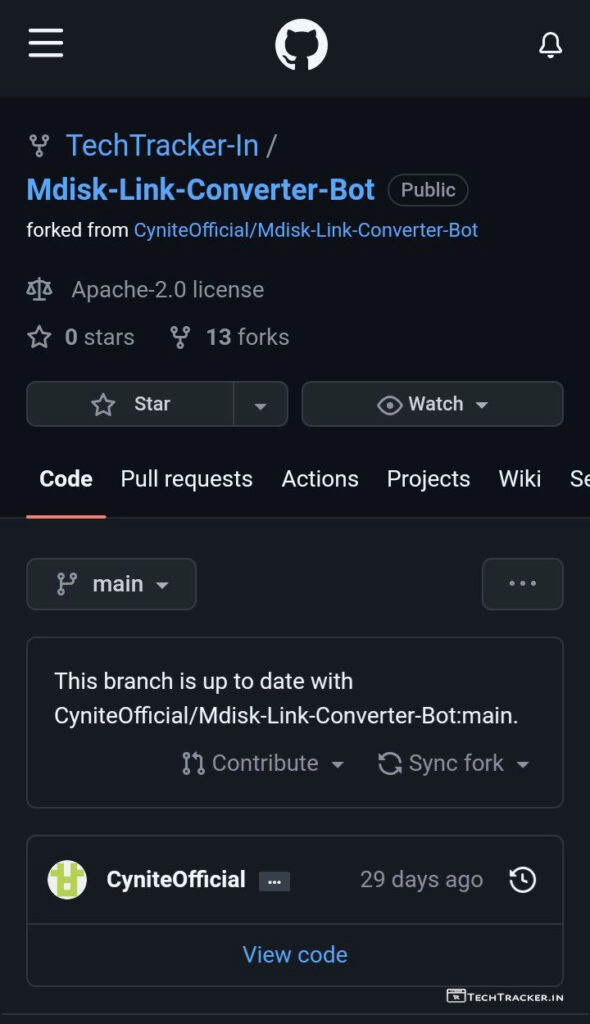 TechTracker-In /
Mdisk-Link-Converter-Bot Public
forked from CyniteOfficial/Mdisk-Link-Converter-Bot
Apache-2.0 license
0 stars 13 forks
Star Watch
Code Pull requests Actions Projects Wiki Se
main
This branch is up to date with
CyniteOfficial/Mdisk-Link-Converter-Bot:main.
Contribute Sync fork
CyniteOfficial ... 29 days ago
View code
TECHTRACKER.IN